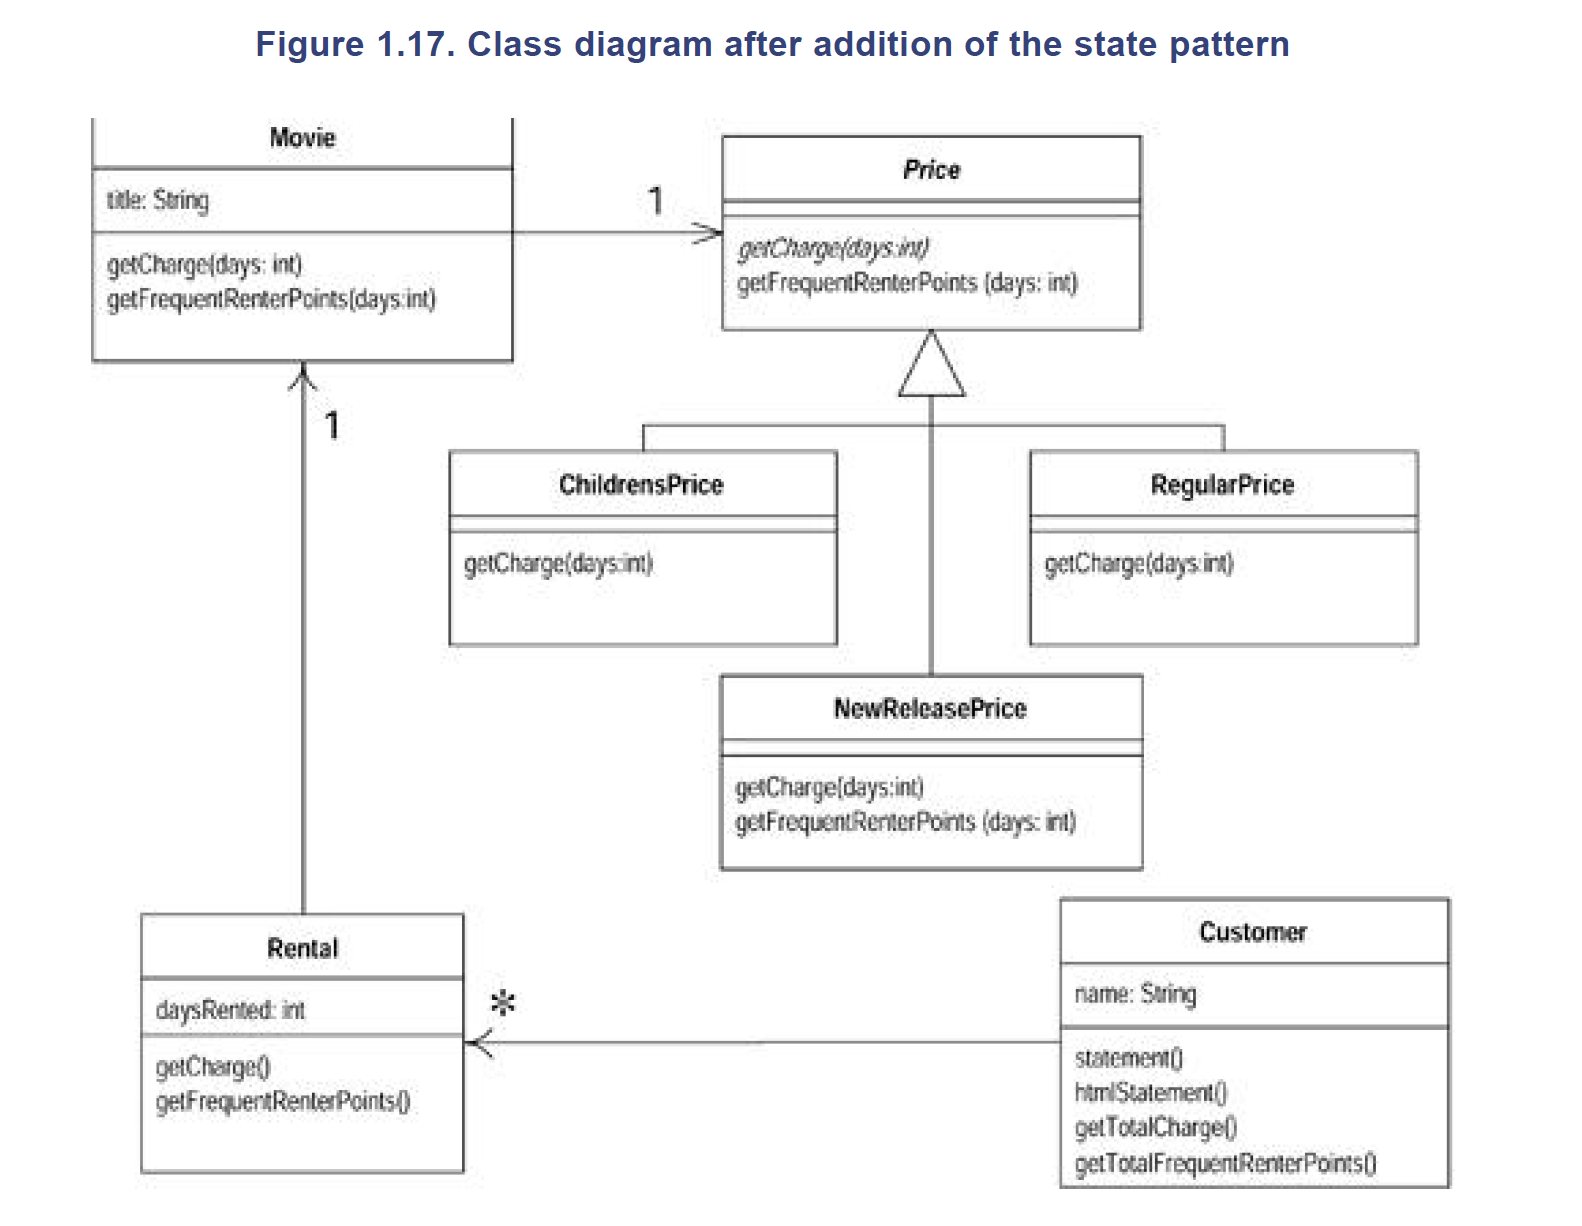 Figure 1.17. Class diagram after addition of the state pattern
Movie
title: String
getCharge(days: int)
getFrequentRenterPoints(days:int)
1
Price
getCharge(days:int)
getFrequentRenterPoints (days: int)
1
ChildrensPrice
getCharge(days:int)
RegularPrice
getCharge(days:int)
NewReleasePrice
getCharge(days:int)
getFrequentRenterPoints (days: int)
Rental
daysRented: int
getCharge()
getFrequentRenterPoints()
*
Customer
name: String
statement()
htmlStatement()
getTotalCharge()
getTotalFrequentRenterPoints()